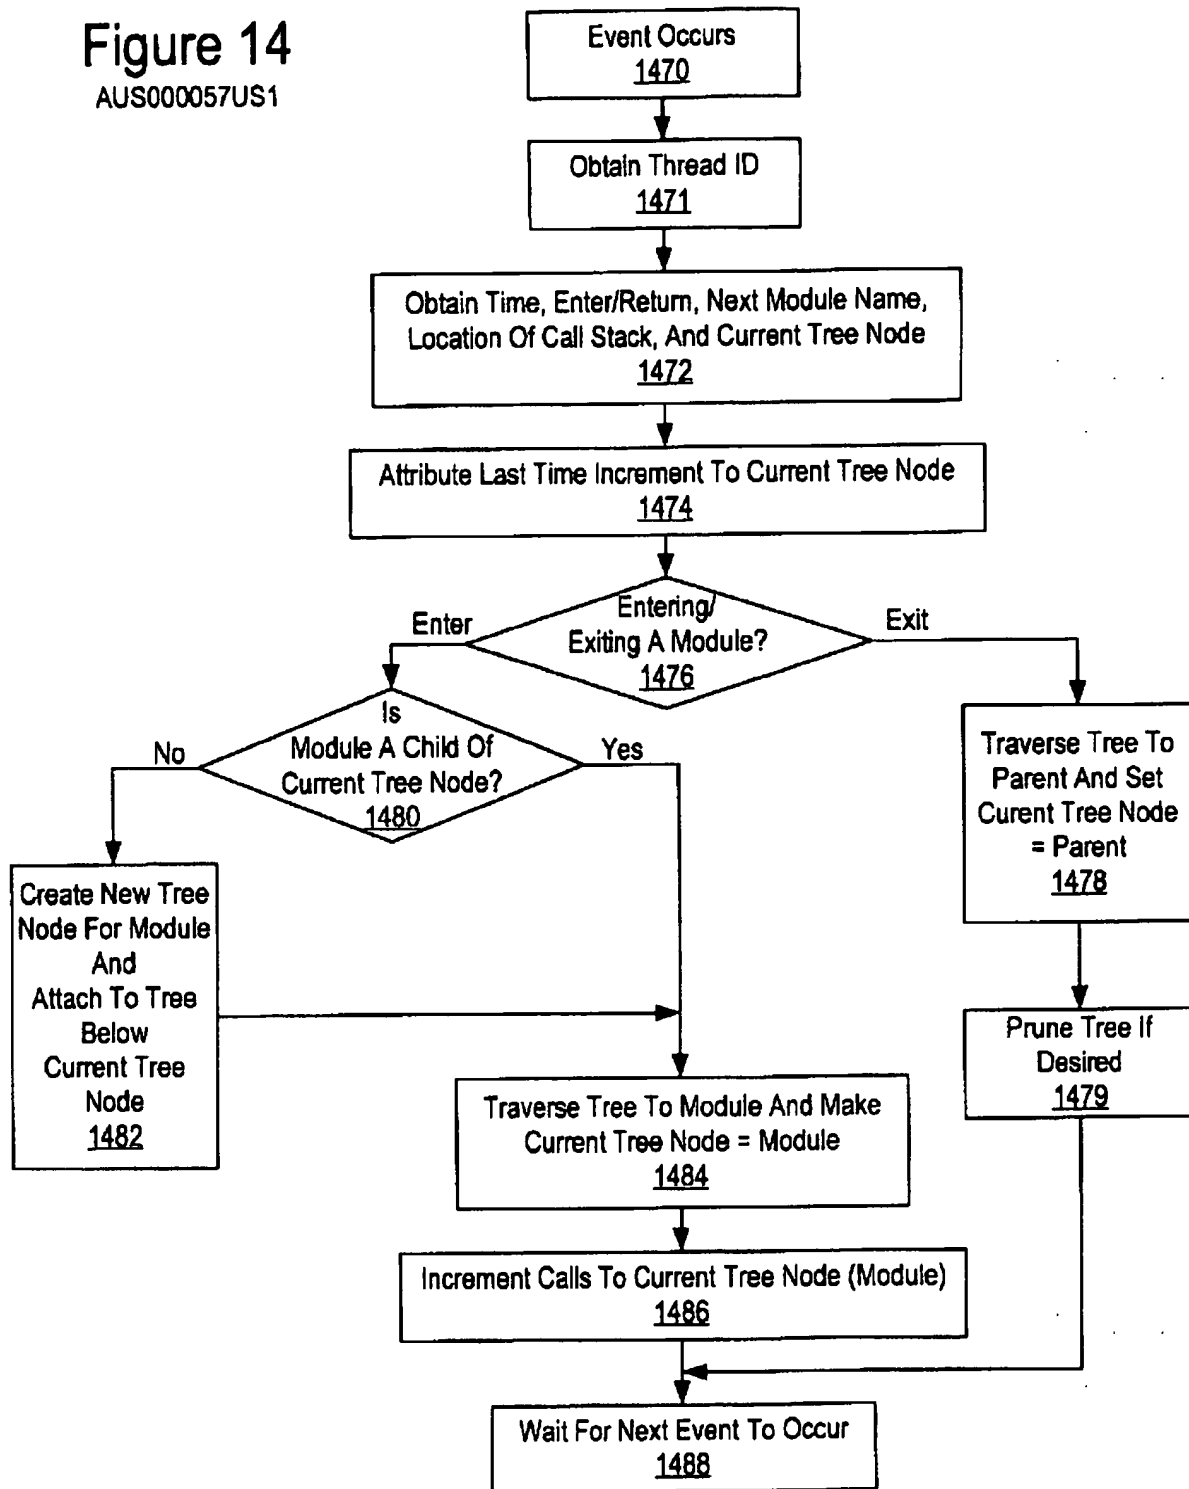 Figure 14
AUS000057US1
Event Occurs
1470
Obtain Thread ID
1471
Obtain Time, Enter/Return, Next Module Name,
Location Of Call Stack, And Current Tree Node
1472
Attribute Last Time Increment To Current Tree Node
1474
Entering/
Exiting A Module?
1476
Enter
Exit
Is
Module A Child Of
Current Tree Node?
1480
No
Yes
Traverse Tree To
Parent And Set
Curent Tree Node
= Parent
1478
Create New Tree
Node For Module
And
Attach To Tree
Below
Current Tree
Node
1482
Prune Tree If
Desired
1479
Traverse Tree To Module And Make
Current Tree Node = Module
1484
Increment Calls To Current Tree Node (Module)
1486
Wait For Next Event To Occur
1488